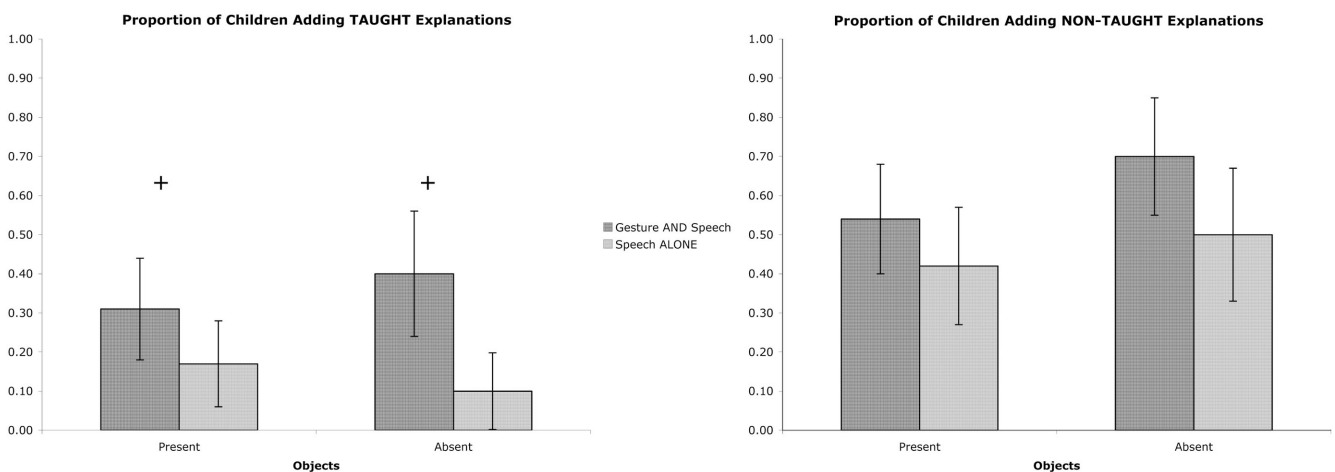 Proportion of Children Adding TAUGHT Explanations
1.00
0.90
0.80
0.70
0.60
0.50
0.40
0.30
0.20
0.10
0.00
+
+
Present
Absent
Objects
Gesture AND Speech
Speech ALONE
Proportion of Children Adding NON-TAUGHT Explanations
1.00
0.90
0.80
0.70
0.60
0.50
0.40
0.30
0.20
0.10
0.00
Present
Absent
Objects